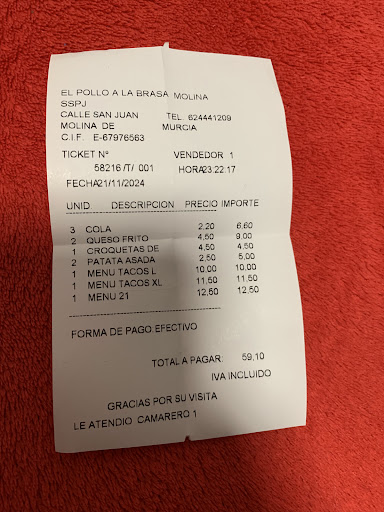 EL POLLO A LA BRASA MOLINA
SSPJ
CALLE SAN JUAN TEL. 624441209
MOLINA DE MURCIA
C.I.F. E-67976563
TICKET Nº VENDEDOR 1
58216 /T/ 001 HORA23:22:17
FECHA21/11/2024
UNID. DESCRIPCION PRECIO IMPORTE
3 COLA 2,20 6,60
2 QUESO FRITO 4,50 9,00
1 CROQUETAS DE 4,50 4,50
2 PATATA ASADA 2,50 5,00
1 MENU TACOS L 10,00 10,00
1 MENU TACOS XL 11,50 11,50
1 MENU 21 12,50 12,50
FORMA DE PAGO EFECTIVO
TOTAL A PAGAR: 59,10
IVA INCLUIDO
GRACIAS POR SU VISITA
LE ATENDIO CAMARERO 1